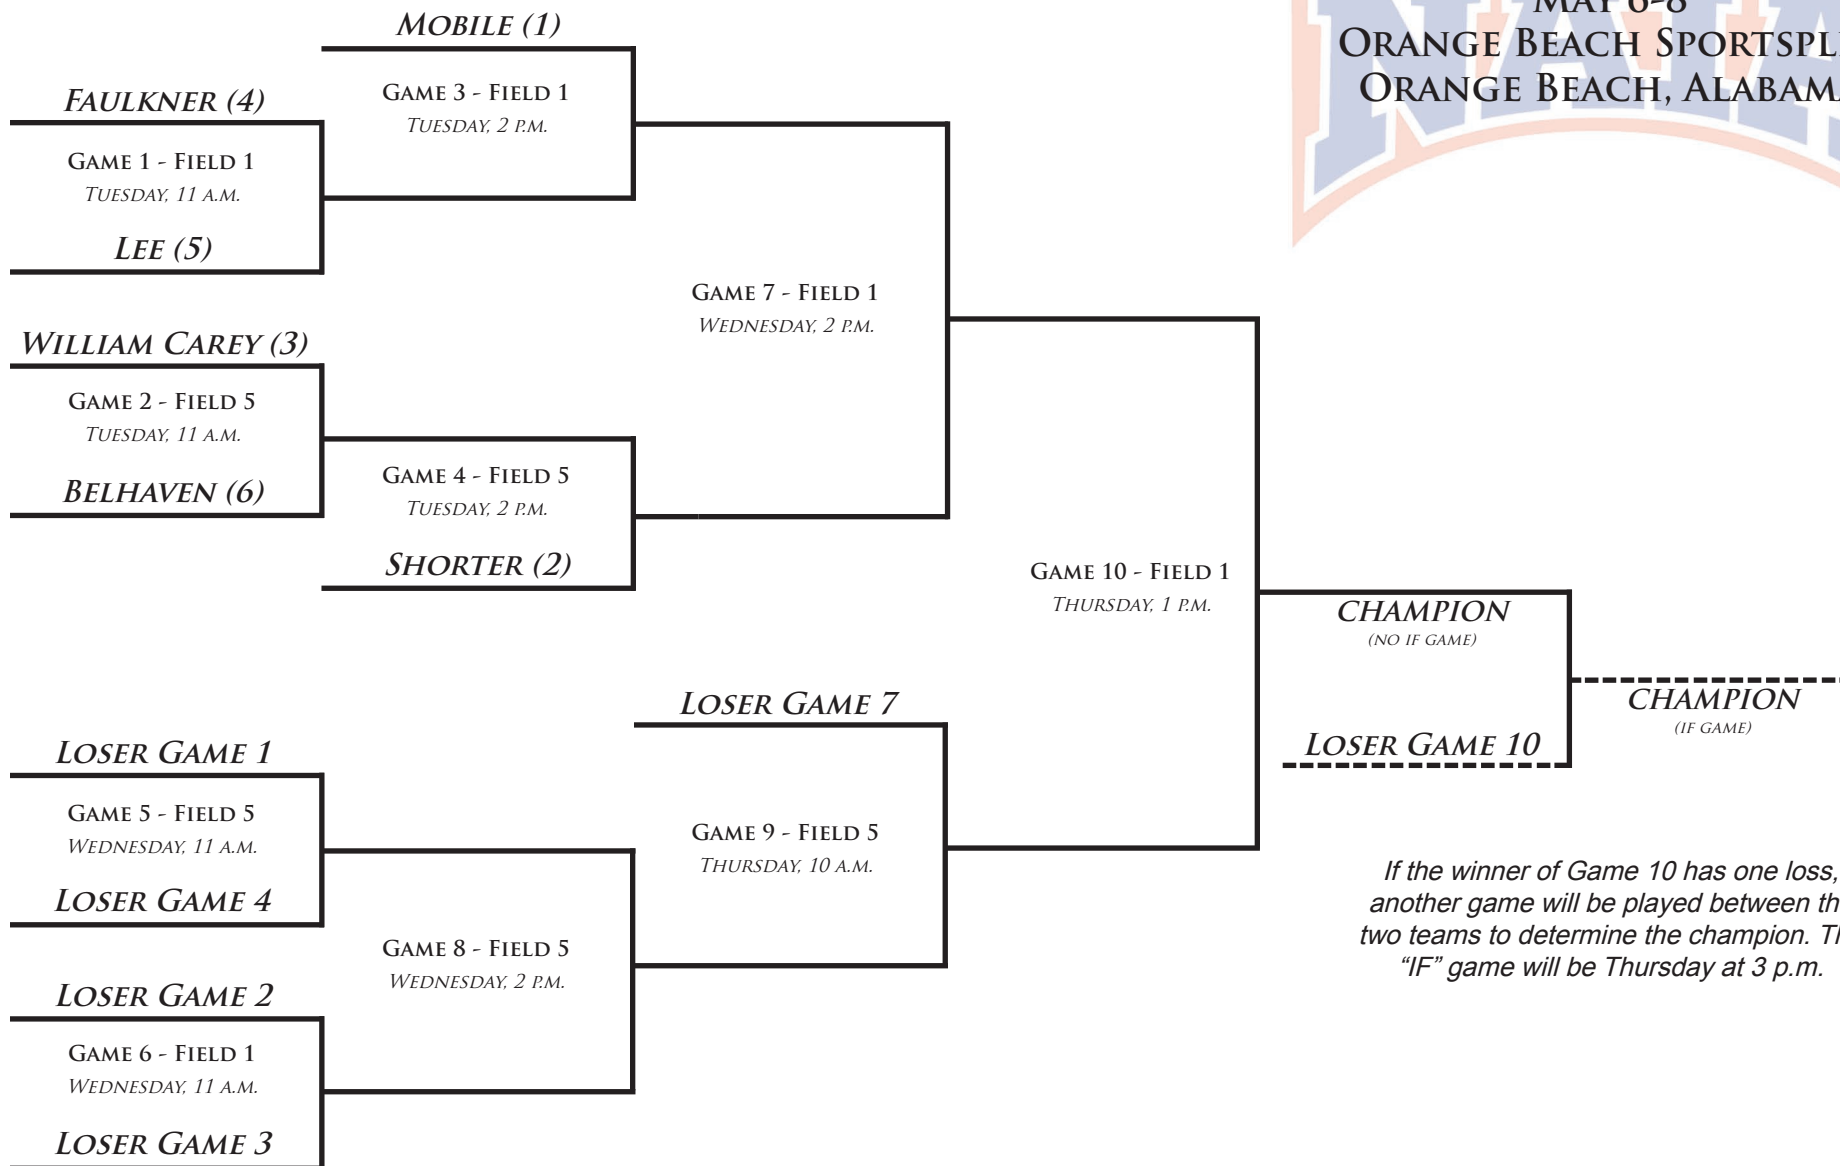 MAY 6-8
ORANGE BEACH
ORANGE BEACH,
MOBILE (1)
GAME 3 - FIELD 1
TUESDAY, 2 P.M.
FAULKNER (4)
GAME 1 - FIELD 1
TUESDAY, 11 A.M.
LEE (5)
GAME 7 - FIELD 1
WEDNESDAY, 2 P.M.
WILLIAM CAREY (3)
GAME 2 - FIELD 5
TUESDAY, 11 A.M.
BELHAVEN (6)
GAME 4 - FIELD 5
TUESDAY, 2 P.M.
SHORTER (2)
GAME 10 - FIELD 1
THURSDAY, 1 P.M.
CHAMPION
(NO IF GAME)
LOSER GAME 10
CHAMPION
(IF GAME)
LOSER GAME 7
LOSER GAME 1
GAME 5 - FIELD 5
WEDNESDAY, 11 A.M.
LOSER GAME 4
GAME 9 - FIELD 5
THURSDAY, 10 A.M.
GAME 8 - FIELD 5
WEDNESDAY, 2 P.M.
LOSER GAME 2
GAME 6 - FIELD 1
WEDNESDAY, 11 A.M.
LOSER GAME 3
If the winner of Game 10 has one loss,
another game will be played between
two teams to determine the champion.
“IF” game will be Thursday at 3 p.m.